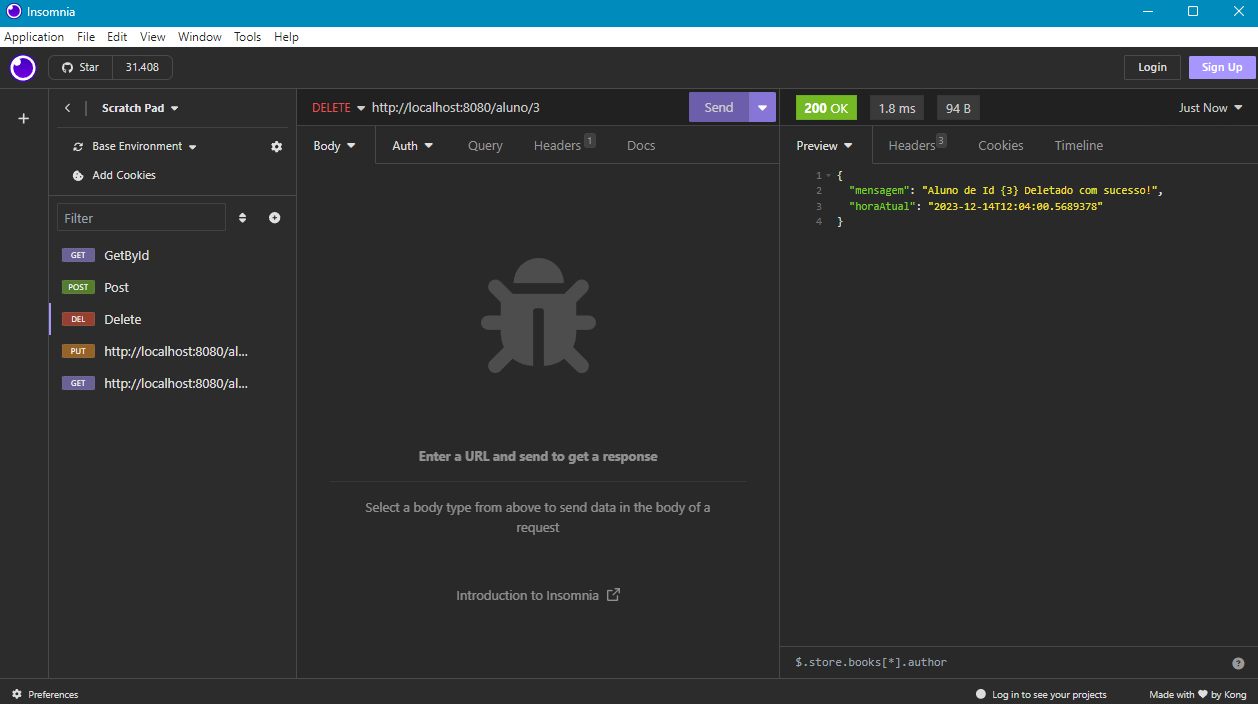 Insomnia
Application File Edit View Window Tools Help
Star 31.408 Login Sign Up
Scratch Pad
Base Environment
Add Cookies
Filter
GET GetById
POST Post
DEL Delete
PUT http://localhost:8080/al...
GET http://localhost:8080/al...
DELETE http://localhost:8080/aluno/3 Send
Body Auth Query Headers 1 Docs
Enter a URL and send to get a response
Select a body type from above to send data in the body of a
request
Introduction to Insomnia
200 OK 1.8 ms 94 B Just Now
Preview Headers 3 Cookies Timeline
1 {
2 "mensagem": "Aluno de Id {3} Deletado com sucesso!",
3 "horaAtual": "2023-12-14T12:04:00.5689378"
4 }
$.store.books[*].author
Preferences Log in to see your projects Made with ♥ by Kong